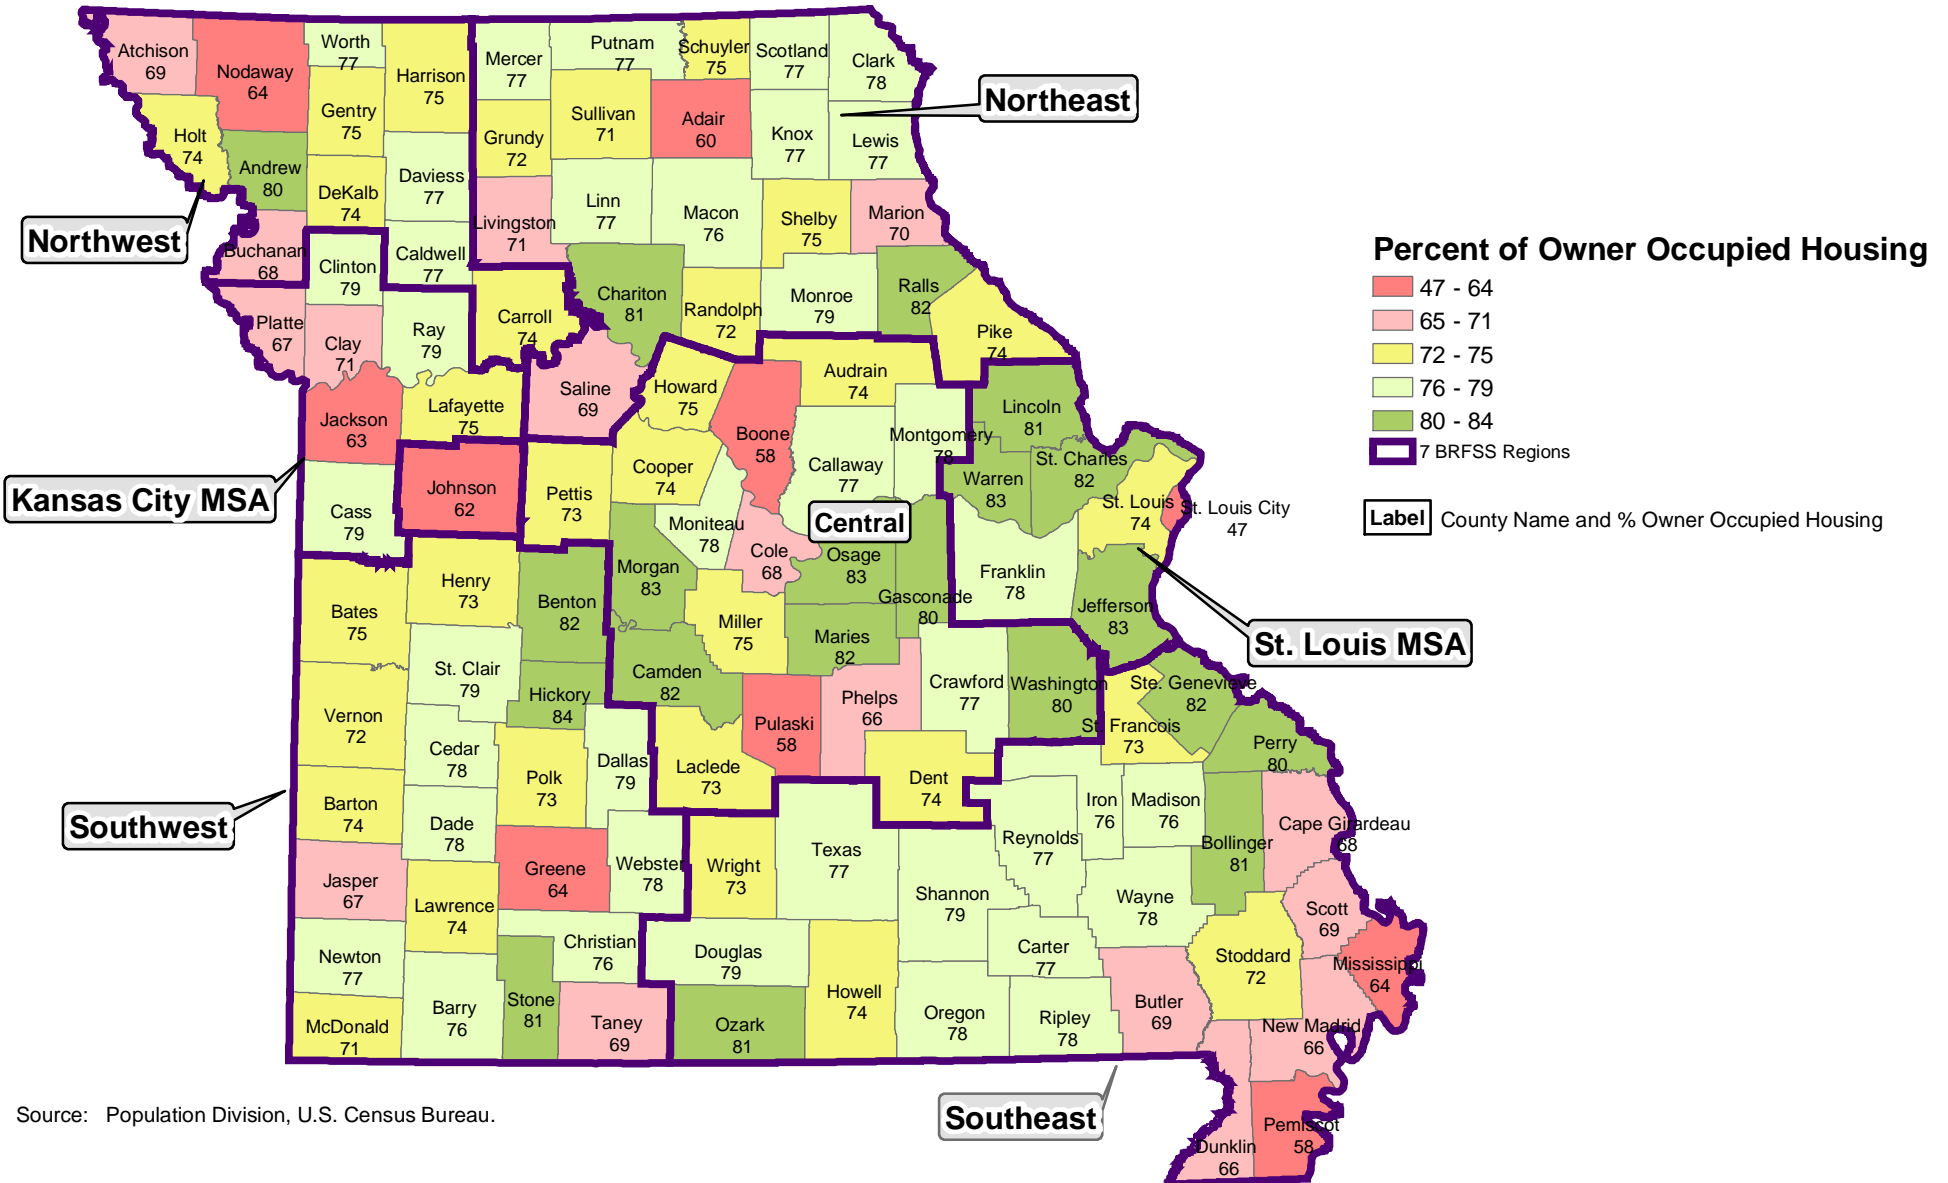 Atchison
69
Nodaway
64
Worth
77
Harrison
75
Mercer
77
Putnam
77
Schuyler
75
Scotland
77
Clark
78
Northeast
Holt
74
Gentry
75
Andrew
80
DeKalb
74
Daviess
77
Grundy
72
Sullivan
71
Adair
60
Knox
77
Lewis
77
Northwest
Buchanan
68
Clinton
79
Caldwell
77
Livingston
71
Linn
77
Macon
76
Shelby
75
Marion
70
Platte
67
Clay
71
Ray
79
Carroll
74
Chariton
81
Randolph
72
Monroe
79
Ralls
82
Pike
74
Percent of Owner Occupied Housing
47 - 64
65 - 71
72 - 75
76 - 79
80 - 84
7 BRFSS Regions
Label
County Name and % Owner Occupied Housing
Jackson
63
Lafayette
75
Saline
69
Howard
75
Boone
58
Audrain
74
Montgomery
78
Lincoln
81
Kansas City MSA
Johnson
62
Cass
79
Pettis
73
Cooper
74
Moniteau
78
Callaway
77
Central
Warren
83
St. Charles
82
St. Louis
74
St. Louis City
47
Cole
68
Osage
83
Gasconade
80
Franklin
78
Jefferson
83
St. Louis MSA
Bates
75
Henry
73
Benton
82
Morgan
83
Miller
75
Maries
82
St. Clair
79
Hickory
84
Camden
82
Pulaski
58
Phelps
66
Crawford
77
Washington
80
Ste. Genevieve
82
St. Francois
73
Perry
80
Vernon
72
Cedar
78
Polk
73
Dallas
79
Laclede
73
Dent
74
Iron
76
Madison
76
Bollinger
81
Cape Girardeau
68
Southwest
Barton
74
Dade
78
Greene
64
Webster
78
Wright
73
Texas
77
Shannon
79
Reynolds
77
Wayne
78
Scott
69
Jasper
67
Lawrence
74
Christian
76
Douglas
79
Howell
74
Carter
77
Stoddard
72
Mississippi
64
Newton
77
McDonald
71
Barry
76
Stone
81
Taney
69
Ozark
81
Oregon
78
Ripley
78
Butler
69
New Madrid
66
Pemiscot
58
Dunklin
66
Southeast
Source: Population Division, U.S. Census Bureau.